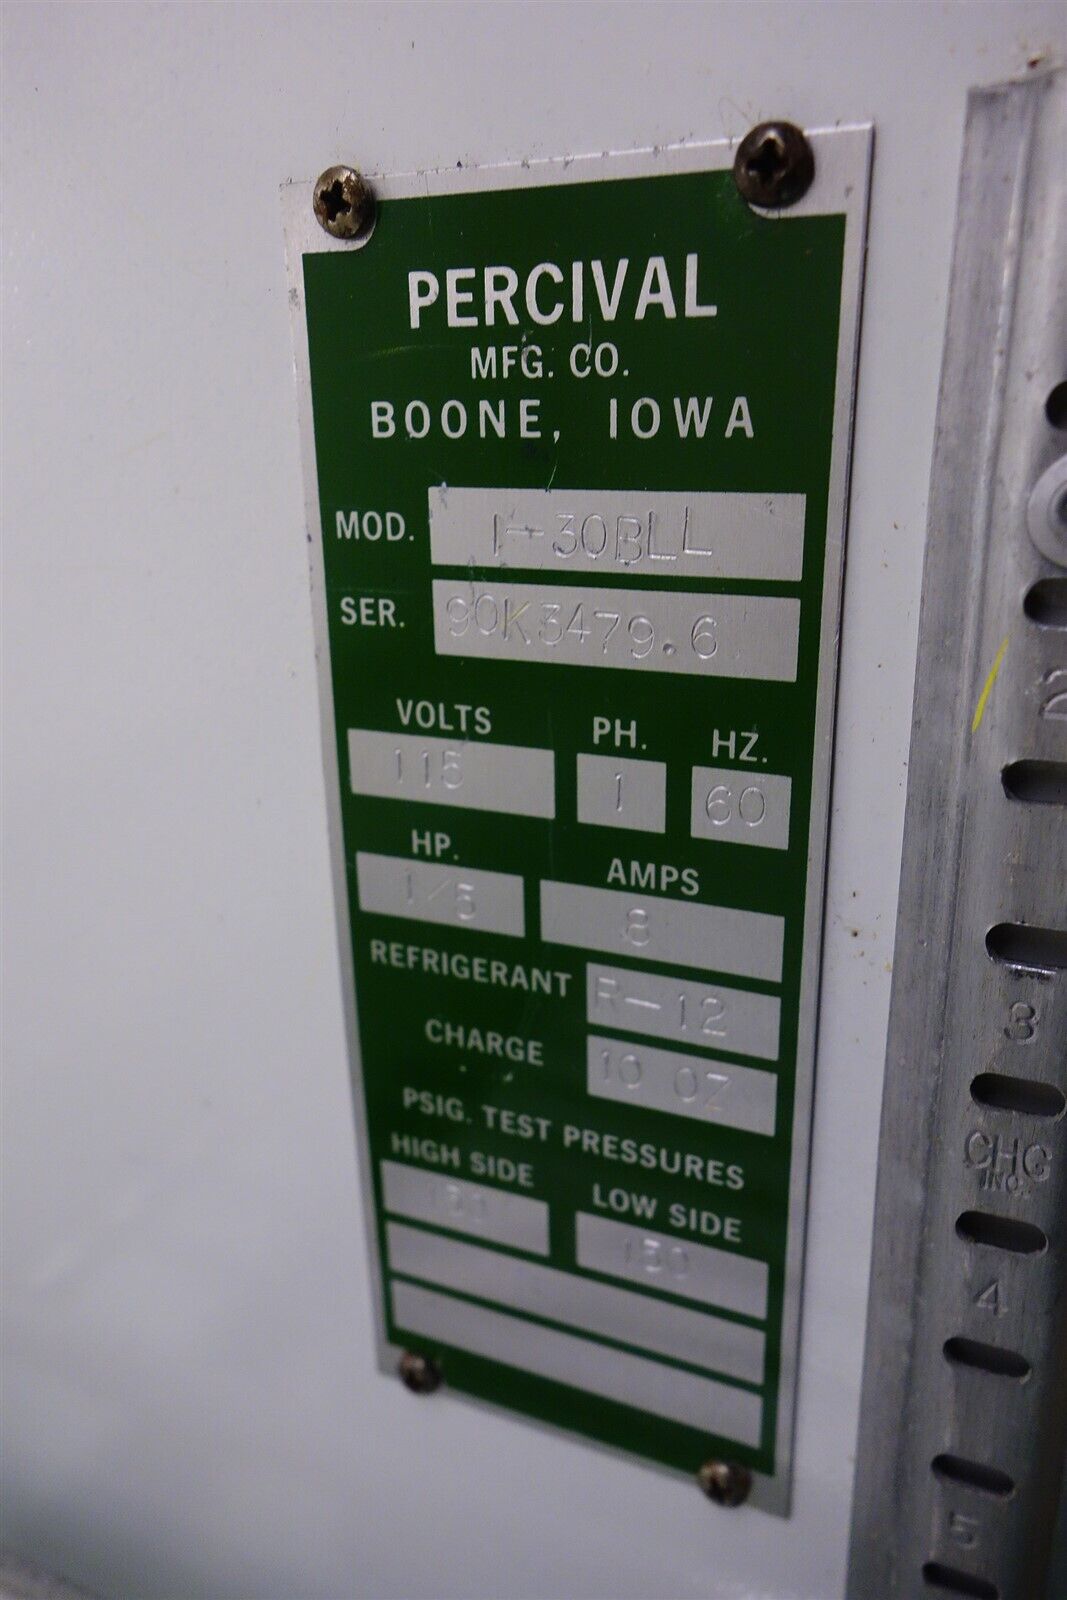 PERCIVAL
MFG. CO.
BOONE, IOWA
MOD. I-30BLL
SER. 90K3479.6
VOLTS PH. HZ.
115 1 60
HP. AMPS
1/5 8
REFRIGERANT R-12
CHARGE 10 OZ
PSIG. TEST PRESSURES
HIGH SIDE LOW SIDE
150
2
3
CHG
INC.
4
5